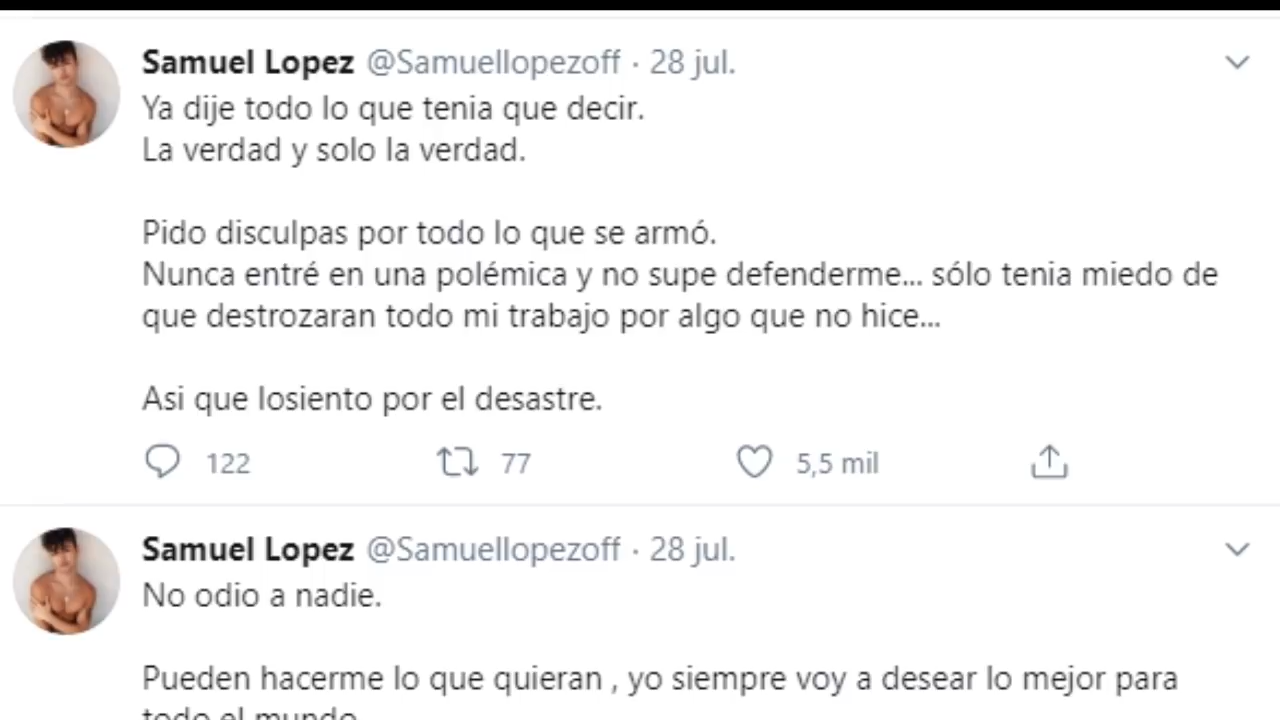 Samuel Lopez @Samuellopezoff · 28 jul.
Ya dije todo lo que tenia que decir.
La verdad y solo la verdad.
Pido disculpas por todo lo que se armó.
Nunca entré en una polémica y no supe defenderme... sólo tenia miedo de
que destrozaran todo mi trabajo por algo que no hice...
Asi que losiento por el desastre.
122 77 5,5 mil
Samuel Lopez @Samuellopezoff · 28 jul.
No odio a nadie.
Pueden hacerme lo que quieran , yo siempre voy a desear lo mejor para
todo el mundo